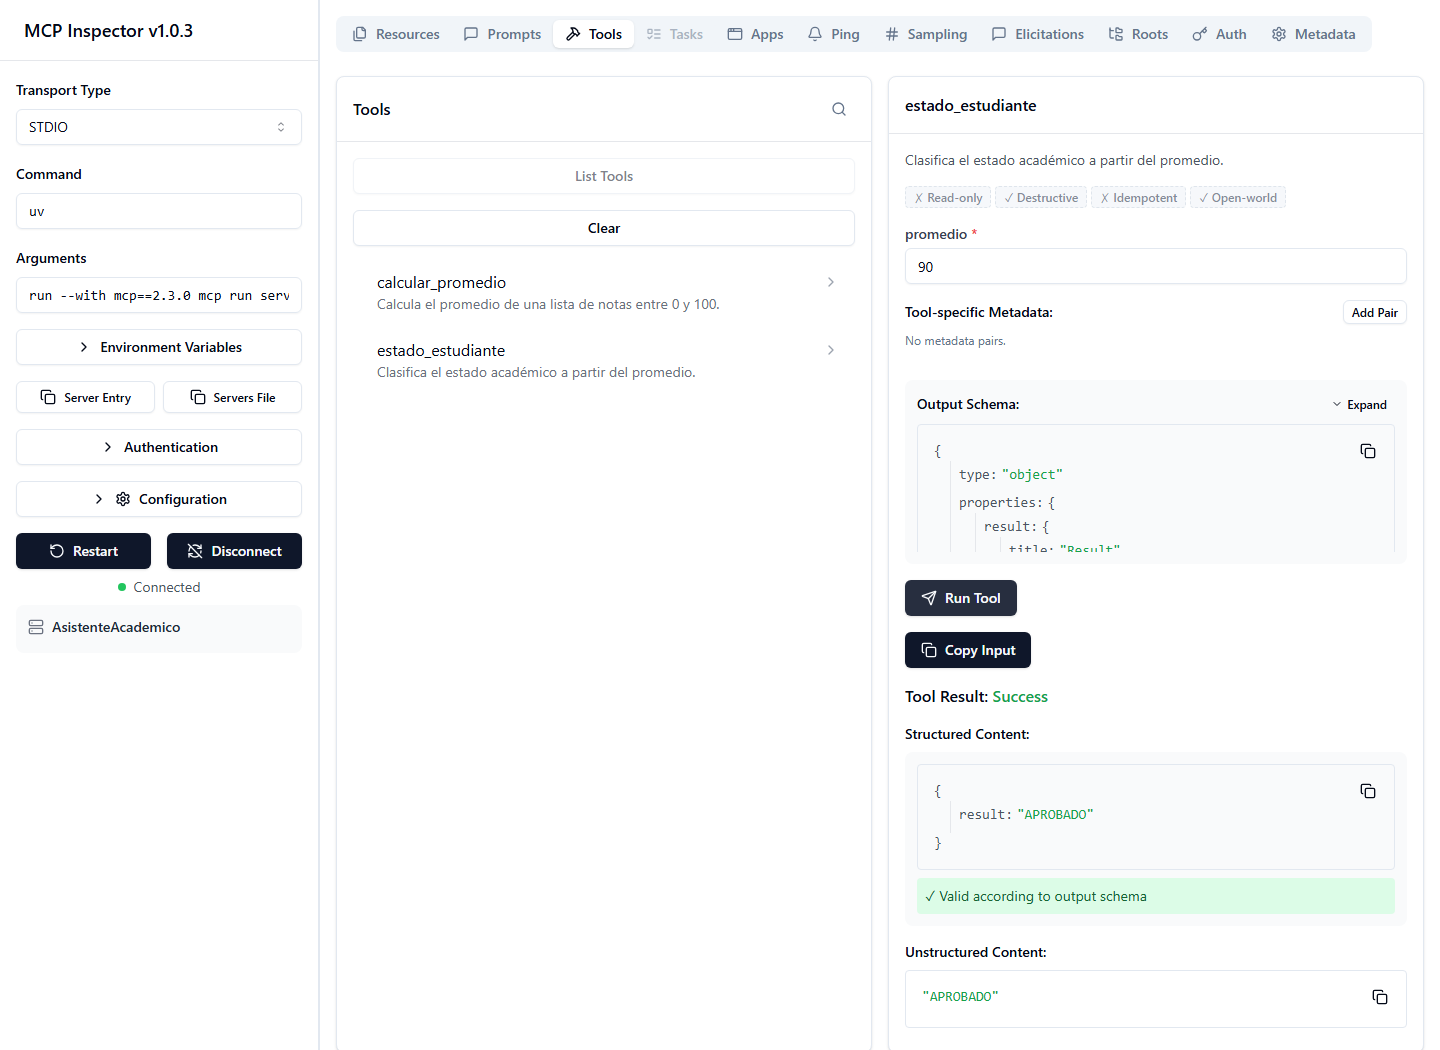 MCP Inspector v1.0.3
Transport Type
STDIO
Command
uv
Arguments
run --with mcp==2.3.0 mcp run serv
Environment Variables
Server Entry
Servers File
Authentication
Configuration
Restart
Disconnect
Connected
AsistenteAcademico
Resources
Prompts
Tools
Tasks
Apps
Ping
Sampling
Elicitations
Roots
Auth
Metadata
Tools
List Tools
Clear
calcular_promedio
Calcula el promedio de una lista de notas entre 0 y 100.
estado_estudiante
Clasifica el estado académico a partir del promedio.
estado_estudiante
Clasifica el estado académico a partir del promedio.
✗ Read-only
✓ Destructive
✗ Idempotent
✓ Open-world
promedio *
90
Tool-specific Metadata:
Add Pair
No metadata pairs.
Output Schema:
Expand
{
type: "object"
properties: {
result: {
title: "Result"
Run Tool
Copy Input
Tool Result: Success
Structured Content:
{
result: "APROBADO"
}
✓ Valid according to output schema
Unstructured Content:
"APROBADO"